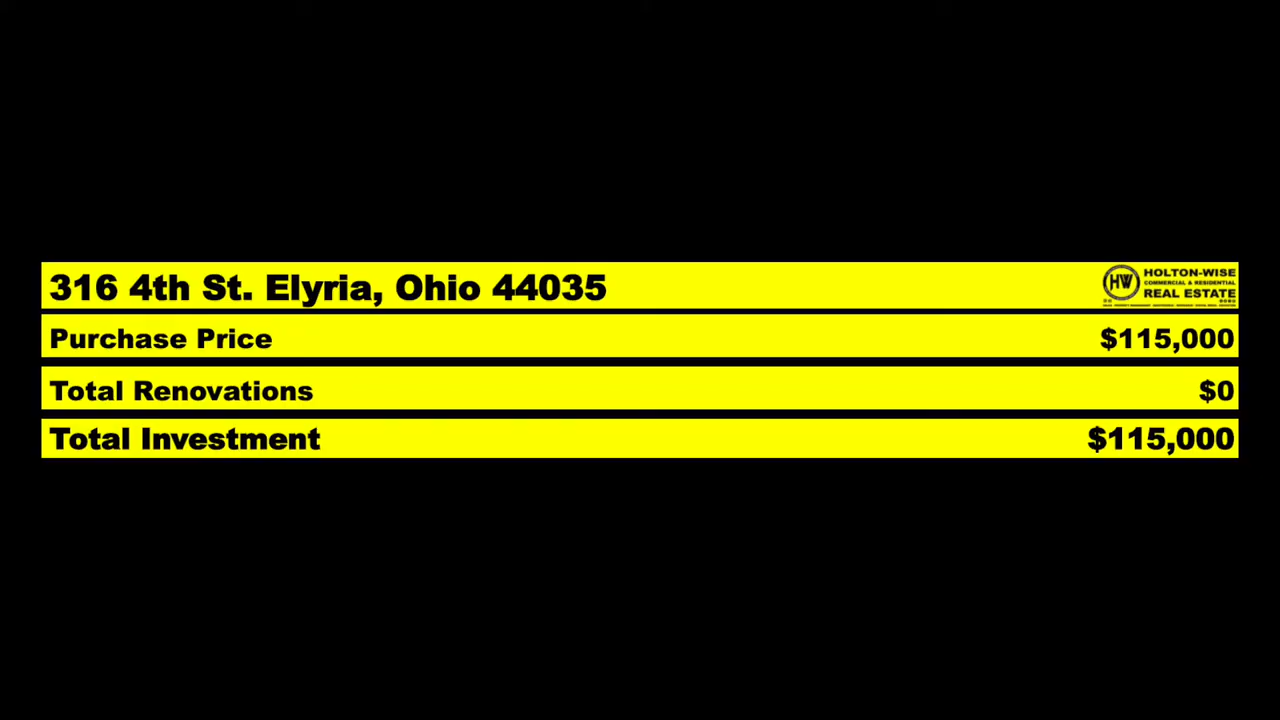 316 4th St. Elyria, Ohio 44035
HW
HOLTON-WISE
COMMERCIAL & RESIDENTIAL
REAL ESTATE
Purchase Price $115,000
Total Renovations $0
Total Investment $115,000